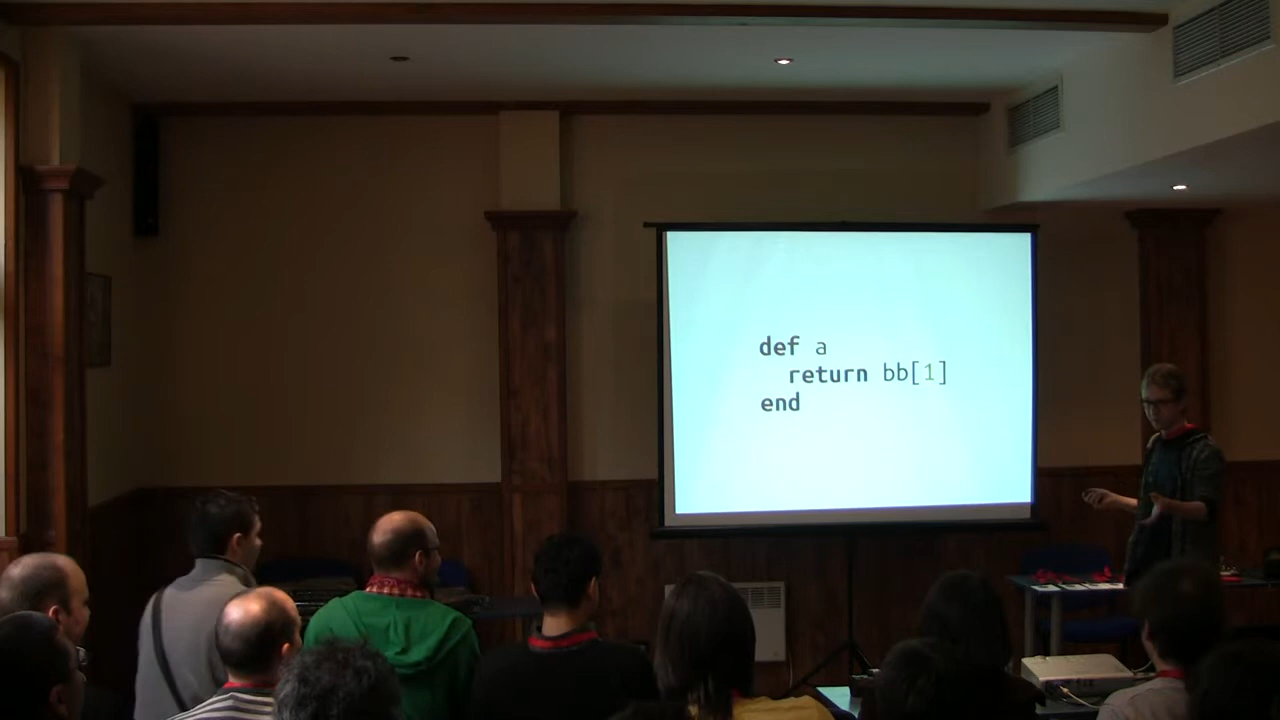 def a
return bb[1]
end